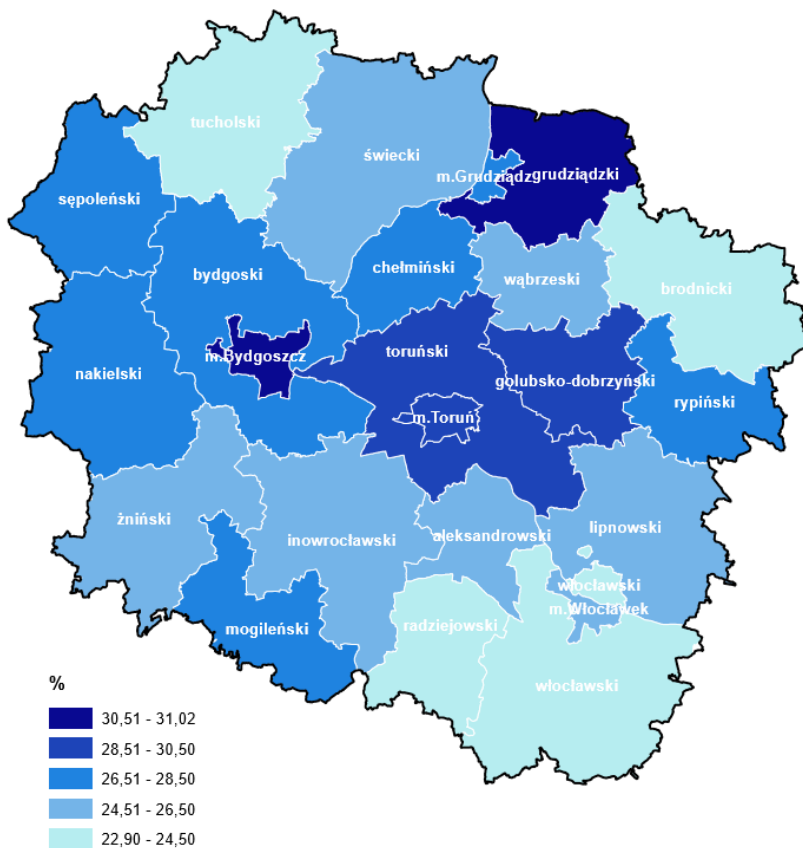 tucholski
świecki
m.Grudziądz
grudziądzki
sępoleński
bydgoski
chełmiński
wąbrzeski
brodnicki
m.Bydgoszcz
toruński
nakielski
golubsko-dobrzyński
rypiński
m.Toruń
żniński
inowrocławski
aleksandrowski
lipnowski
włocławski
m.Włocławek
mogileński
radziejowski
włocławski
%
30,51 - 31,02
28,51 - 30,50
26,51 - 28,50
24,51 - 26,50
22,90 - 24,50